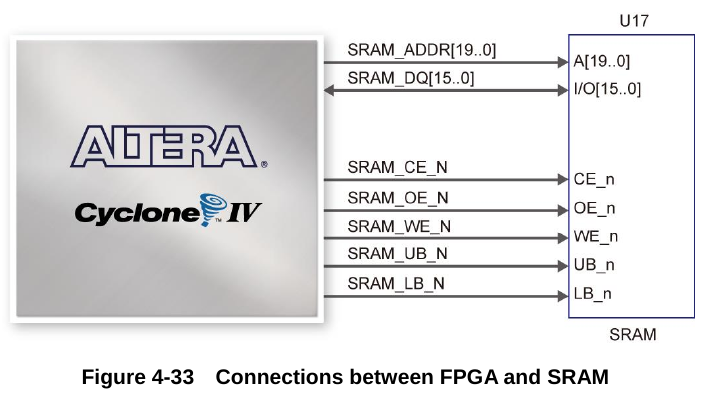 U17
SRAM_ADDR[19..0]
A[19..0]
SRAM_DQ[15..0]
I/O[15..0]
ALTERA®
Cyclone™ IV
SRAM_CE_N
CE_n
SRAM_OE_N
OE_n
SRAM_WE_N
WE_n
SRAM_UB_N
UB_n
SRAM_LB_N
LB_n
SRAM
Figure 4-33 Connections between FPGA and SRAM